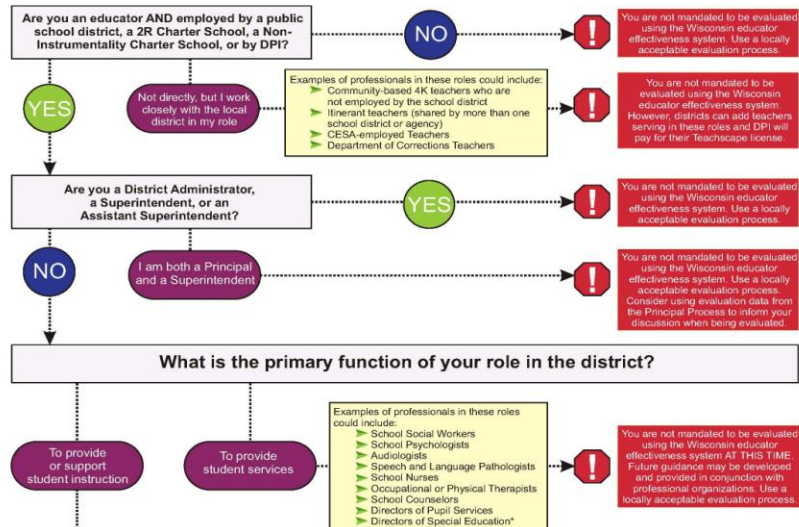 Are you an educator AND employed by a public
school district, a 2R Charter School, a Non-
Instrumentality Charter School, or by DPI?
NO
!
You are not mandated to be evaluated
using the Wisconsin educator
effectiveness system. Use a locally
acceptable evaluation process.
YES
Not directly, but I work
closely with the local
district in my role
Examples of professionals in these roles could include:
Community-based 4K teachers who are
not employed by the school district
Itinerant teachers (shared by more than one
school district or agency)
CESA-employed Teachers
Department of Corrections Teachers
!
You are not mandated to be
evaluated using the Wisconsin
educator effectiveness system.
However, districts can add teachers
serving in these roles and DPI will
pay for their Teachscape license.
Are you a District Administrator,
a Superintendent, or an
Assistant Superintendent?
YES
!
You are not mandated to be evaluated
using the Wisconsin educator
effectiveness system. Use a locally
acceptable evaluation process.
NO
I am both a Principal
and a Superintendent
!
You are not mandated to be evaluated
using the Wisconsin educator
effectiveness system. Use a locally
acceptable evaluation process.
Consider using evaluation data from
the Principal Process to inform your
discussion when being evaluated.
What is the primary function of your role in the district?
To provide
or support
student instruction
To provide
student services
Examples of professionals in these roles
could include:
School Social Workers
School Psychologists
Audiologists
Speech and Language Pathologists
School Nurses
Occupational or Physical Therapists
School Counselors
Directors of Pupil Services
Directors of Special Education*
!
You are not mandated to be evaluated
using the Wisconsin educator
effectiveness system AT THIS TIME.
Future guidance may be developed
and provided in conjunction with
professional organizations. Use a
locally acceptable evaluation process.